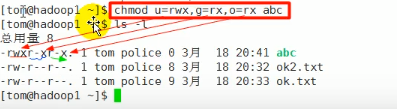 [tom@hadoop1 ~]$ chmod u=rwx,g=rx,o=rx abc
[tom@hadoop1 ~]$ ls -l
总用量 8
-rwxr-xr-x. 1 tom police 0 3月  18 20:41 abc
-rw-r--r--. 1 tom police 8 3月  18 20:32 ok2.txt
-rw-r--r--. 1 tom police 9 3月  18 20:33 ok.txt
[tom@hadoop1 ~]$